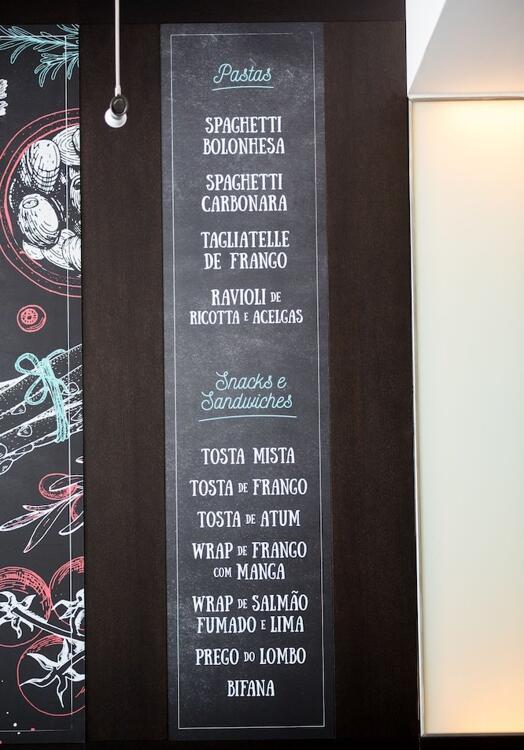 Pastas
SPAGHETTI
BOLONHESA
SPAGHETTI
CARBONARA
TAGLIATELLE
DE FRANGO
RAVIOLI DE
RICOTTA E ACELGAS
Snacks e
Sandwiches
TOSTA MISTA
TOSTA DE FRANGO
TOSTA DE ATUM
WRAP DE FRANGO
COM MANGA
WRAP DE SALMÃO
FUMADO E LIMA
PREGO DO LOMBO
BIFANA